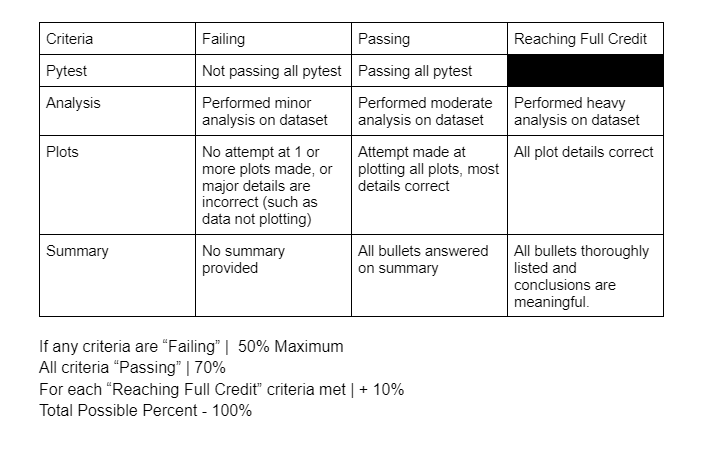 Criteria
Failing
Passing
Reaching Full Credit
Pytest
Not passing all pytest
Passing all pytest
Analysis
Performed minor
analysis on dataset
Performed moderate
analysis on dataset
Performed heavy
analysis on dataset
Plots
No attempt at 1 or
more plots made, or
major details are
incorrect (such as
data not plotting)
Attempt made at
plotting all plots, most
details correct
All plot details correct
Summary
No summary
provided
All bullets answered
on summary
All bullets thoroughly
listed and
conclusions are
meaningful.
If any criteria are “Failing” | 50% Maximum
All criteria “Passing” | 70%
For each “Reaching Full Credit” criteria met | + 10%
Total Possible Percent - 100%